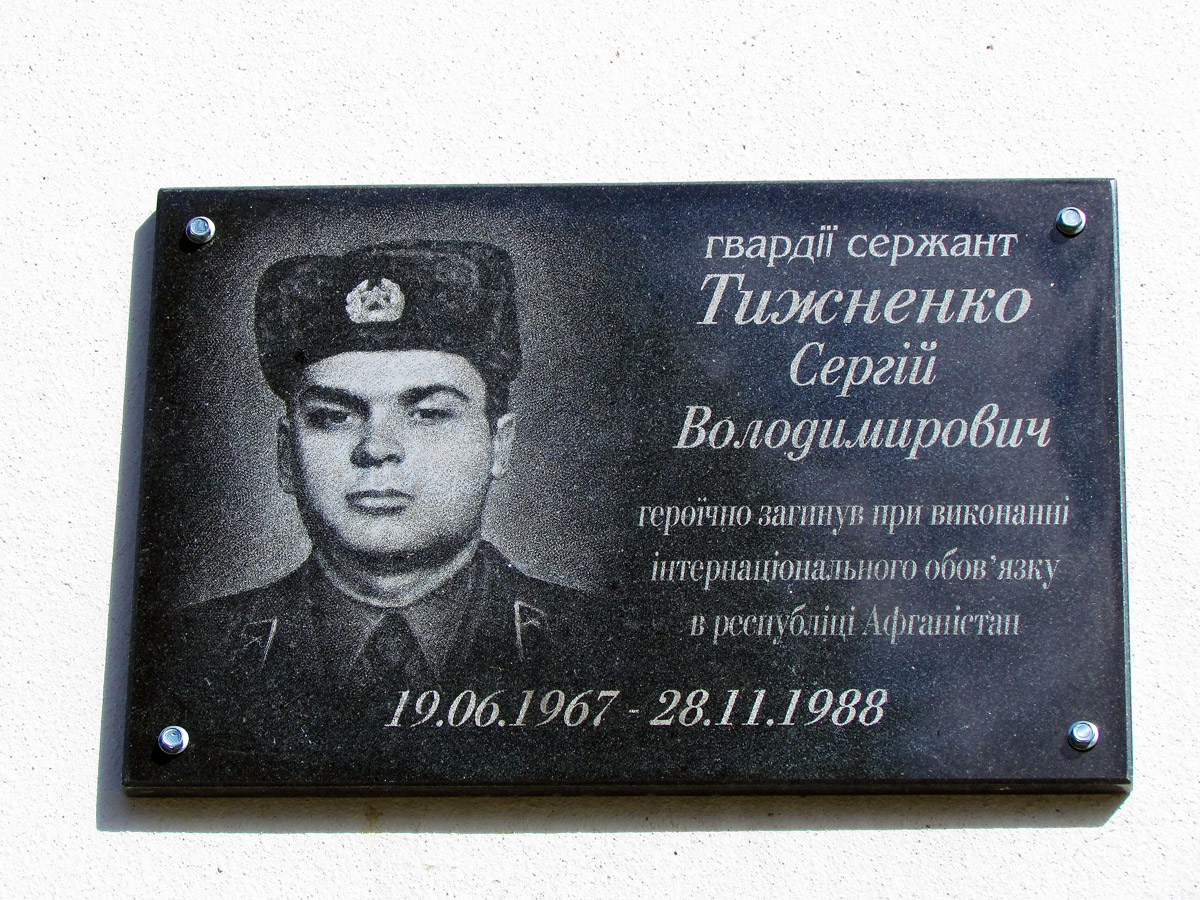 гвардії сержант
Тижненко
Сергій
Володимирович
героїчно загинув при виконанні
інтернаціонального обов’язку
в республіці Афганістан
19.06.1967 - 28.11.1988